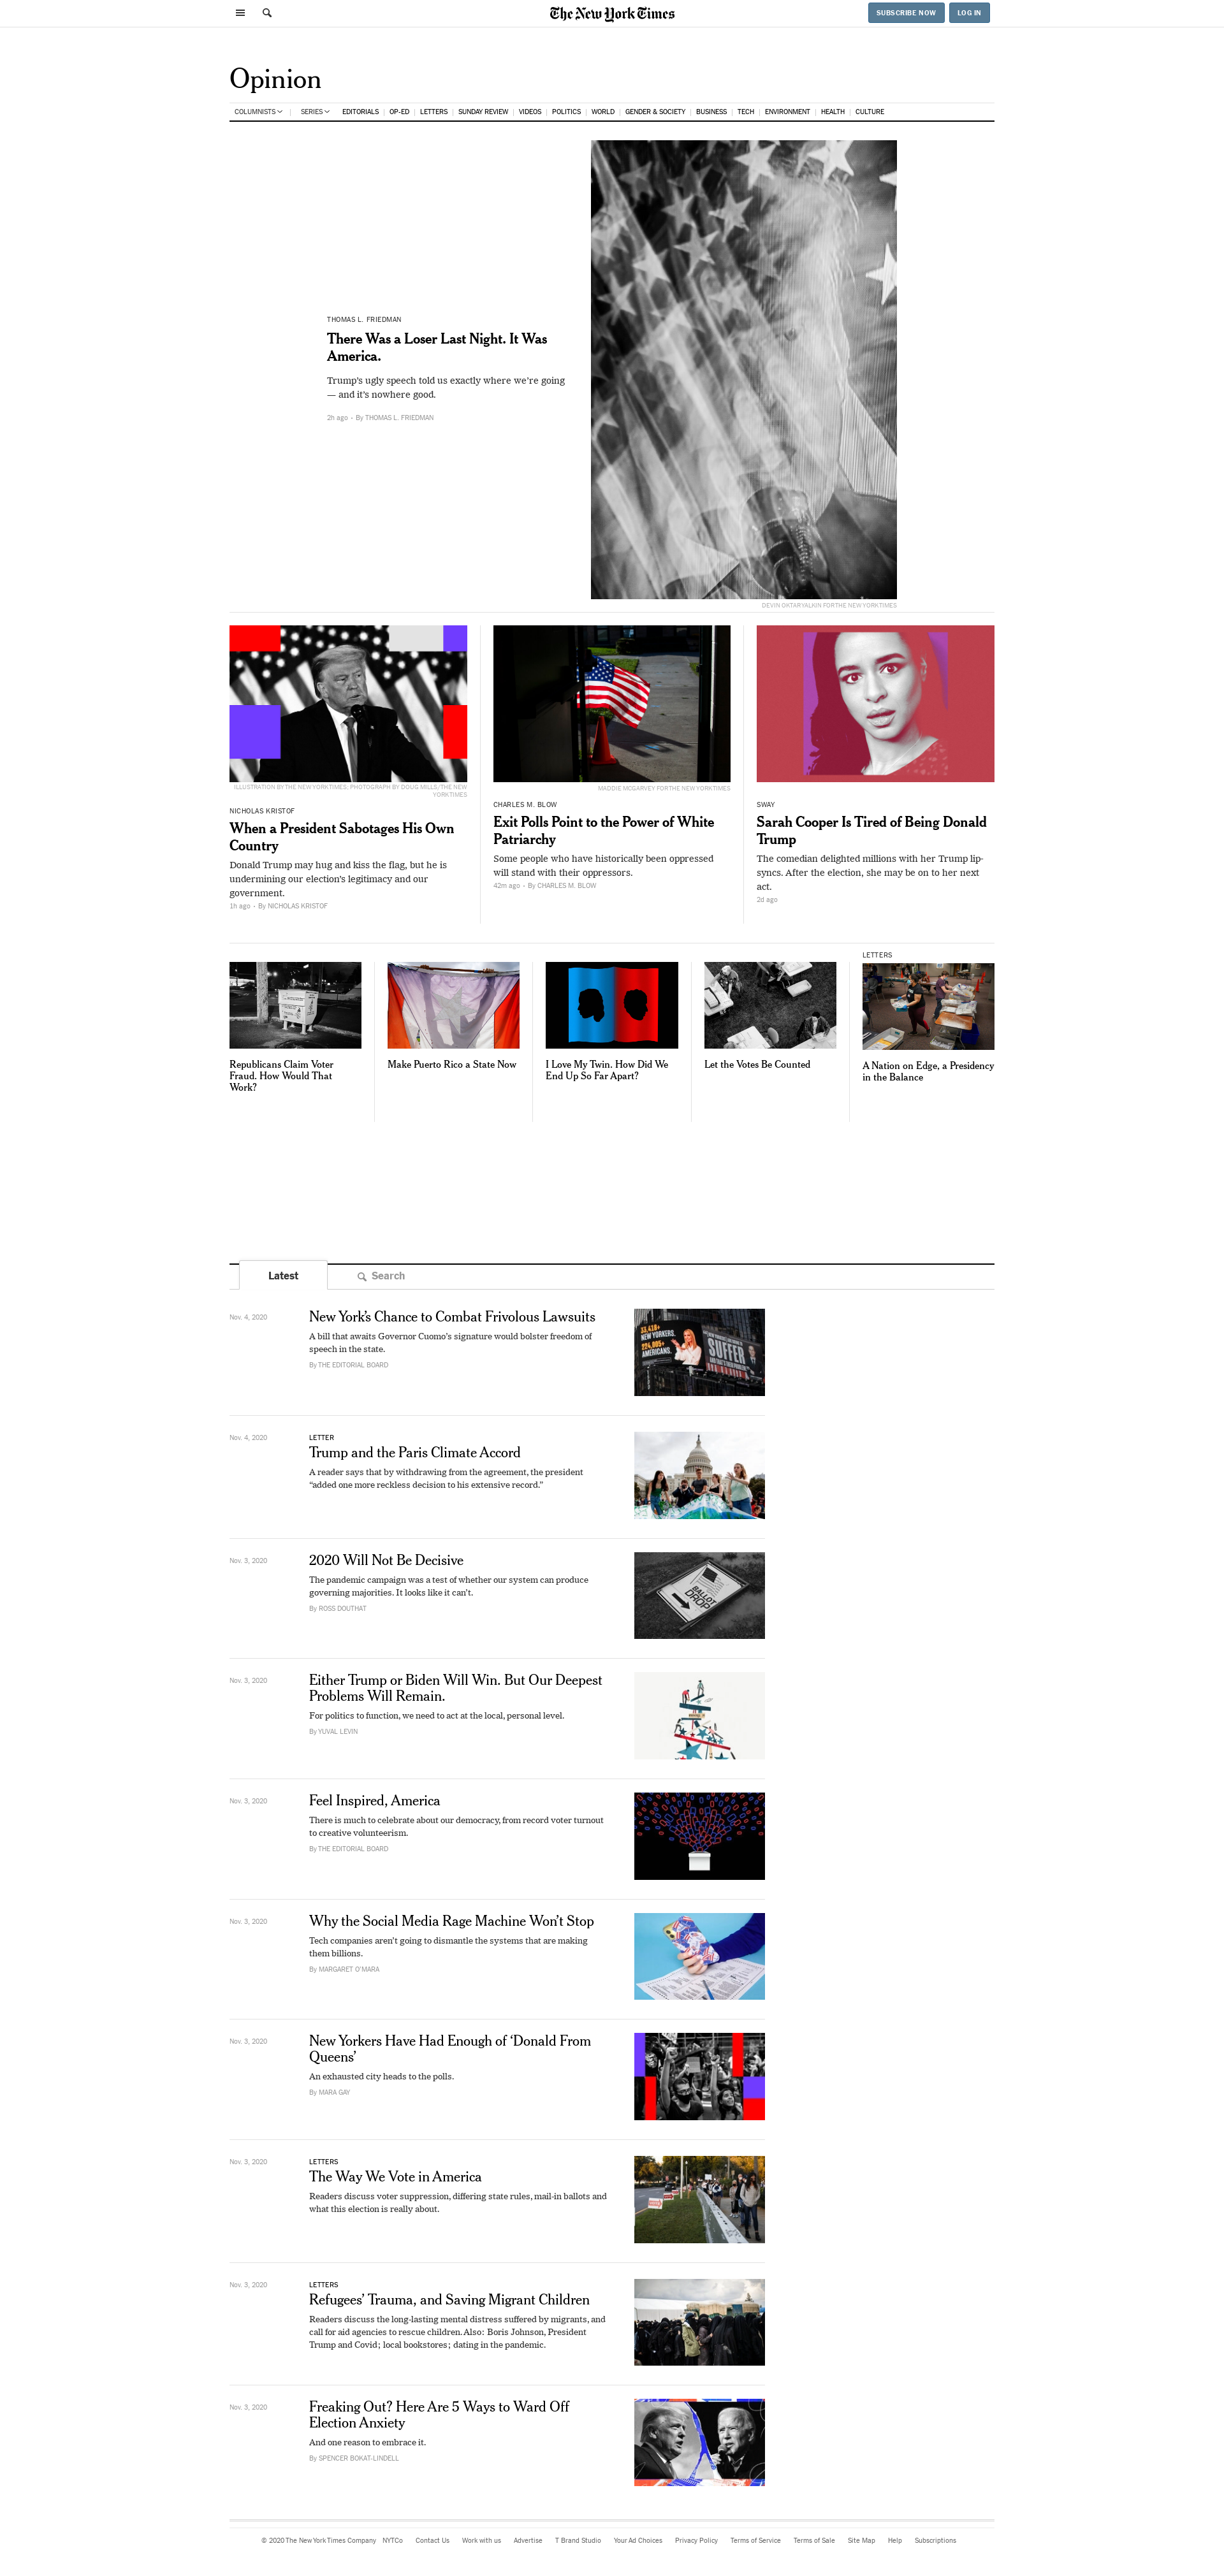 The New York Times
SUBSCRIBE NOW
LOG IN
Opinion
COLUMNISTS
SERIES
EDITORIALS
OP-ED
LETTERS
SUNDAY REVIEW
VIDEOS
POLITICS
WORLD
GENDER & SOCIETY
BUSINESS
TECH
ENVIRONMENT
HEALTH
CULTURE
THOMAS L. FRIEDMAN
There Was a Loser Last Night. It Was
America.
Trump's ugly speech told us exactly where we're going
— and it's nowhere good.
2h ago • By THOMAS L. FRIEDMAN
DEVIN OKTAR YALKIN FOR THE NEW YORK TIMES
ILLUSTRATION BY THE NEW YORK TIMES; PHOTOGRAPH BY DOUG MILLS/THE NEW
YORK TIMES
NICHOLAS KRISTOF
When a President Sabotages His Own
Country
Donald Trump may hug and kiss the flag, but he is
undermining our election's legitimacy and our
government.
1h ago • By NICHOLAS KRISTOF
MADDIE MCGARVEY FOR THE NEW YORK TIMES
CHARLES M. BLOW
Exit Polls Point to the Power of White
Patriarchy
Some people who have historically been oppressed
will stand with their oppressors.
42m ago • By CHARLES M. BLOW
SWAY
Sarah Cooper Is Tired of Being Donald
Trump
The comedian delighted millions with her Trump lip-
syncs. After the election, she may be on to her next
act.
2d ago
Republicans Claim Voter
Fraud. How Would That
Work?
Make Puerto Rico a State Now
I Love My Twin. How Did We
End Up So Far Apart?
Let the Votes Be Counted
LETTERS
A Nation on Edge, a Presidency
in the Balance
Latest
Search
Nov. 4, 2020
New York's Chance to Combat Frivolous Lawsuits
A bill that awaits Governor Cuomo's signature would bolster freedom of
speech in the state.
By THE EDITORIAL BOARD
33,418+
NEW YORKERS.
224,005+
AMERICANS.
SUFFER
Nov. 4, 2020
LETTER
Trump and the Paris Climate Accord
A reader says that by withdrawing from the agreement, the president
“added one more reckless decision to his extensive record.”
Nov. 3, 2020
2020 Will Not Be Decisive
The pandemic campaign was a test of whether our system can produce
governing majorities. It looks like it can't.
By ROSS DOUTHAT
BALLOT
DROP
Nov. 3, 2020
Either Trump or Biden Will Win. But Our Deepest
Problems Will Remain.
For politics to function, we need to act at the local, personal level.
By YUVAL LEVIN
Nov. 3, 2020
Feel Inspired, America
There is much to celebrate about our democracy, from record voter turnout
to creative volunteerism.
By THE EDITORIAL BOARD
Nov. 3, 2020
Why the Social Media Rage Machine Won't Stop
Tech companies aren't going to dismantle the systems that are making
them billions.
By MARGARET O'MARA
Nov. 3, 2020
New Yorkers Have Had Enough of ‘Donald From
Queens’
An exhausted city heads to the polls.
By MARA GAY
Nov. 3, 2020
LETTERS
The Way We Vote in America
Readers discuss voter suppression, differing state rules, mail-in ballots and
what this election is really about.
Nov. 3, 2020
LETTERS
Refugees’ Trauma, and Saving Migrant Children
Readers discuss the long-lasting mental distress suffered by migrants, and
call for aid agencies to rescue children. Also: Boris Johnson, President
Trump and Covid; local bookstores; dating in the pandemic.
Nov. 3, 2020
Freaking Out? Here Are 5 Ways to Ward Off
Election Anxiety
And one reason to embrace it.
By SPENCER BOKAT-LINDELL
© 2020 The New York Times Company
NYTCo
Contact Us
Work with us
Advertise
T Brand Studio
Your Ad Choices
Privacy Policy
Terms of Service
Terms of Sale
Site Map
Help
Subscriptions